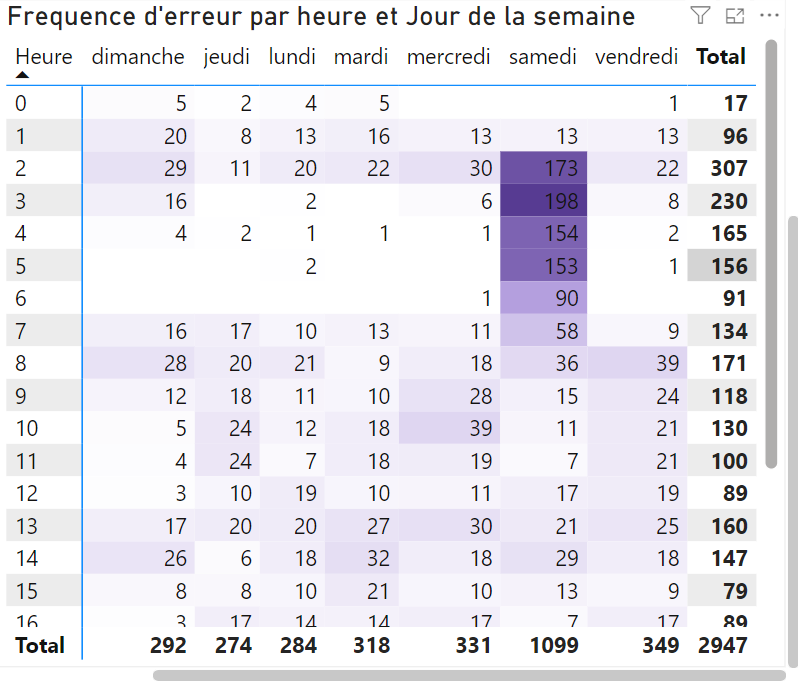 Frequence d'erreur par heure et Jour de la semaine
Heure dimanche jeudi lundi mardi mercredi samedi vendredi Total
0 5 2 4 5 1 17
1 20 8 13 16 13 13 13 96
2 29 11 20 22 30 173 22 307
3 16 2 6 198 8 230
4 4 2 1 1 1 154 2 165
5 2 153 1 156
6 1 90 91
7 16 17 10 13 11 58 9 134
8 28 20 21 9 18 36 39 171
9 12 18 11 10 28 15 24 118
10 5 24 12 18 39 11 21 130
11 4 24 7 18 19 7 21 100
12 3 10 19 10 11 17 19 89
13 17 20 20 27 30 21 25 160
14 26 6 18 32 18 29 18 147
15 8 8 10 21 10 13 9 79
16 3 17 14 14 17 7 17 89
Total 292 274 284 318 331 1099 349 2947